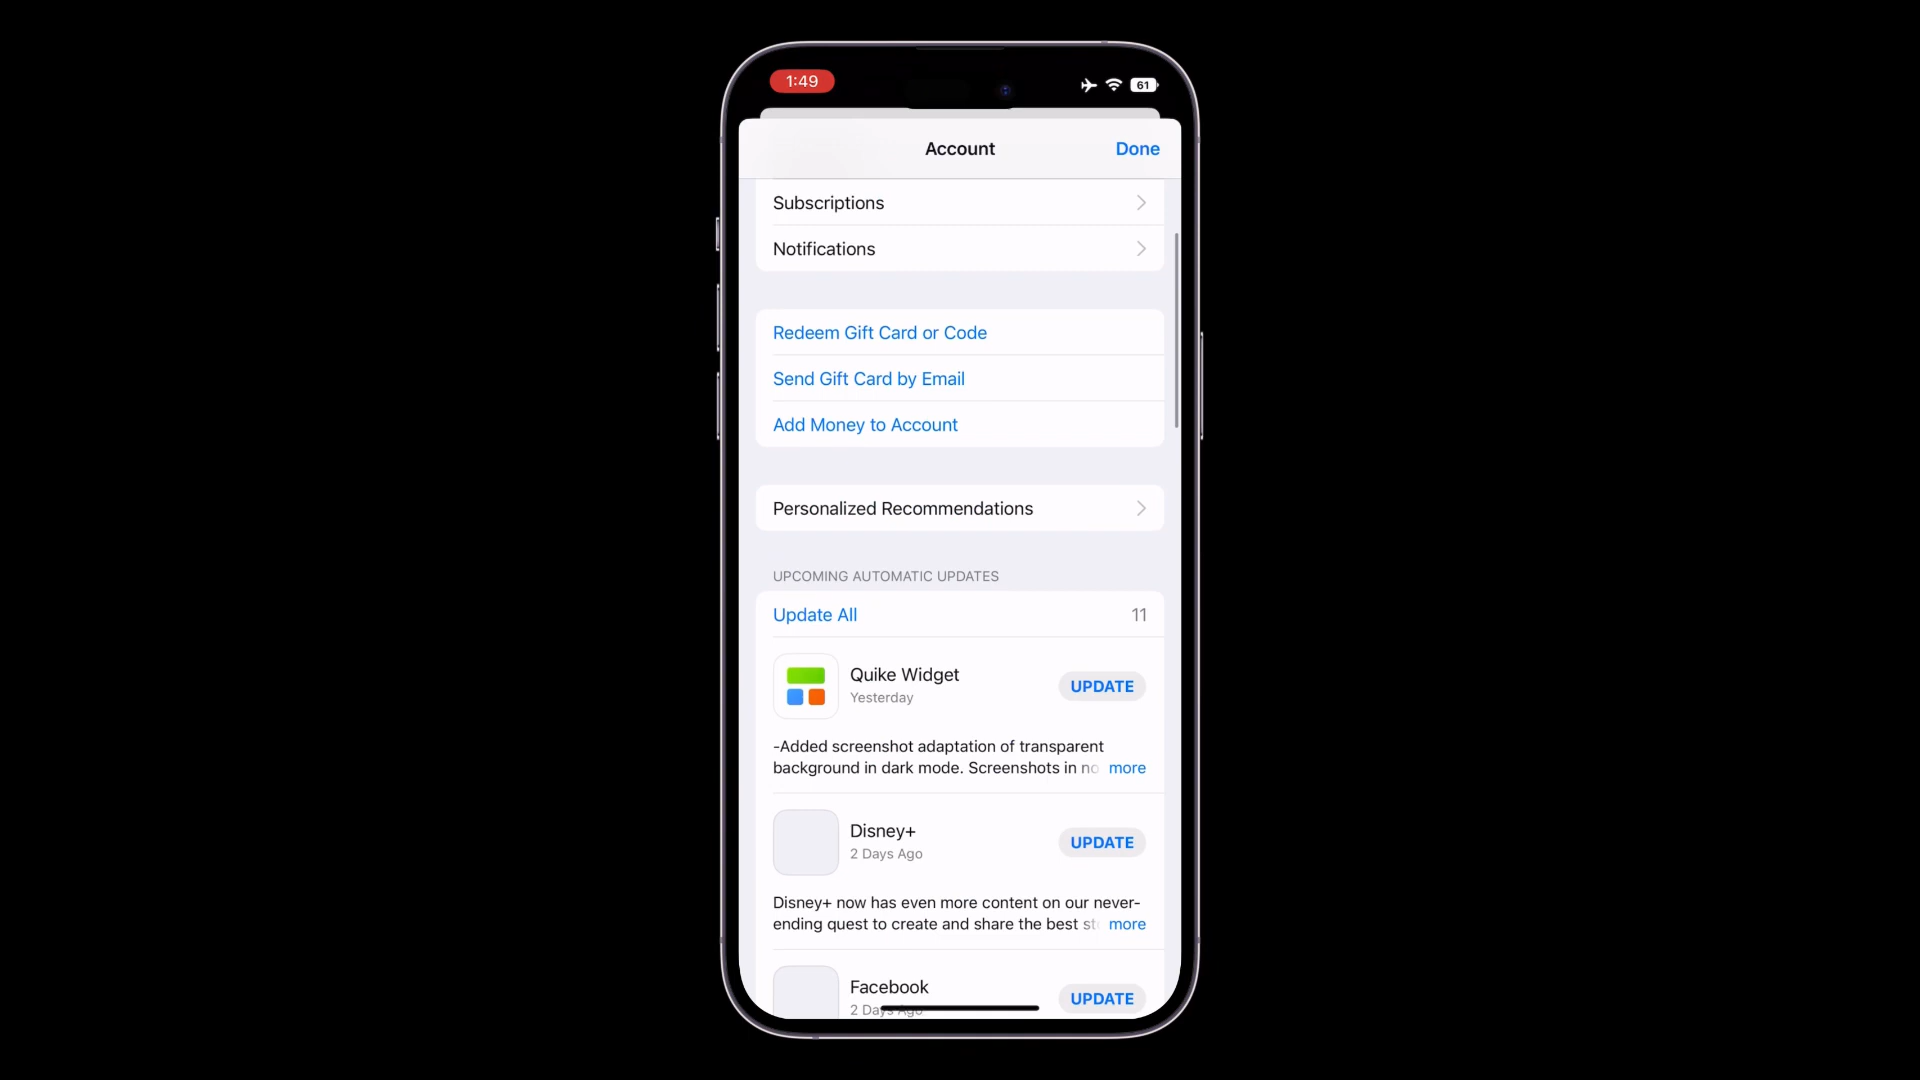 1:49
61
Account
Done
Subscriptions
Notifications
Redeem Gift Card or Code
Send Gift Card by Email
Add Money to Account
Personalized Recommendations
UPCOMING AUTOMATIC UPDATES
Update All
11
Quike Widget
Yesterday
UPDATE
-Added screenshot adaptation of transparent
background in dark mode. Screenshots in no more
Disney+
2 Days Ago
UPDATE
Disney+ now has even more content on our never-
ending quest to create and share the best st more
Facebook
2 Days Ago
UPDATE